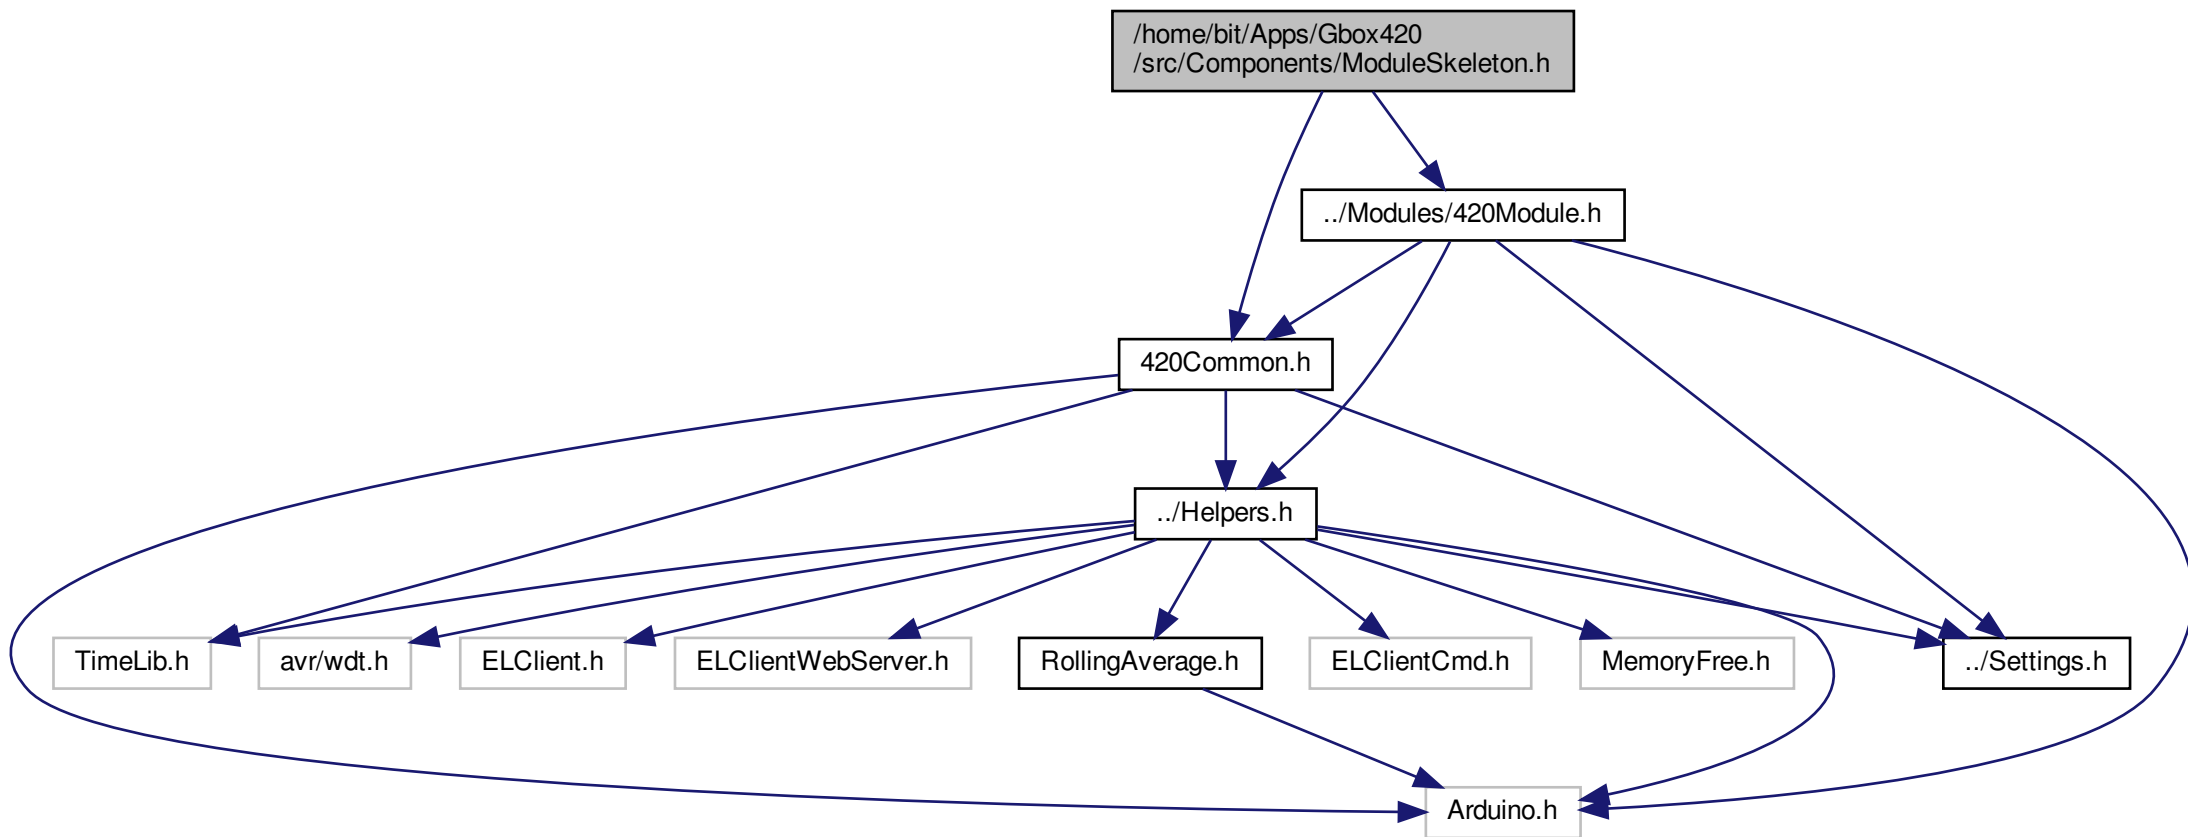 /home/bit/Apps/Gbox420
/src/Components/ModuleSkeleton.h
../Modules/420Module.h
420Common.h
../Helpers.h
TimeLib.h
avr/wdt.h
ELClient.h
ELClientWebServer.h
RollingAverage.h
ELClientCmd.h
MemoryFree.h
../Settings.h
Arduino.h